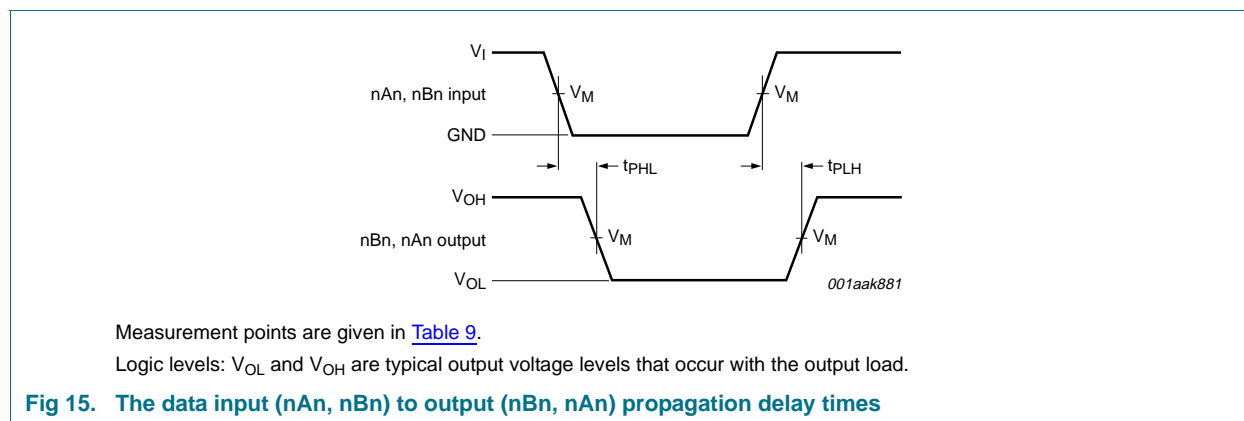 VI
nAn, nBn input
VM
VM
GND
tPHL
tPLH
VOH
nBn, nAn output
VM
VM
VOL
001aak881
Measurement points are given in Table 9.
Logic levels: VOL and VOH are typical output voltage levels that occur with the output load.
Fig 15. The data input (nAn, nBn) to output (nBn, nAn) propagation delay times